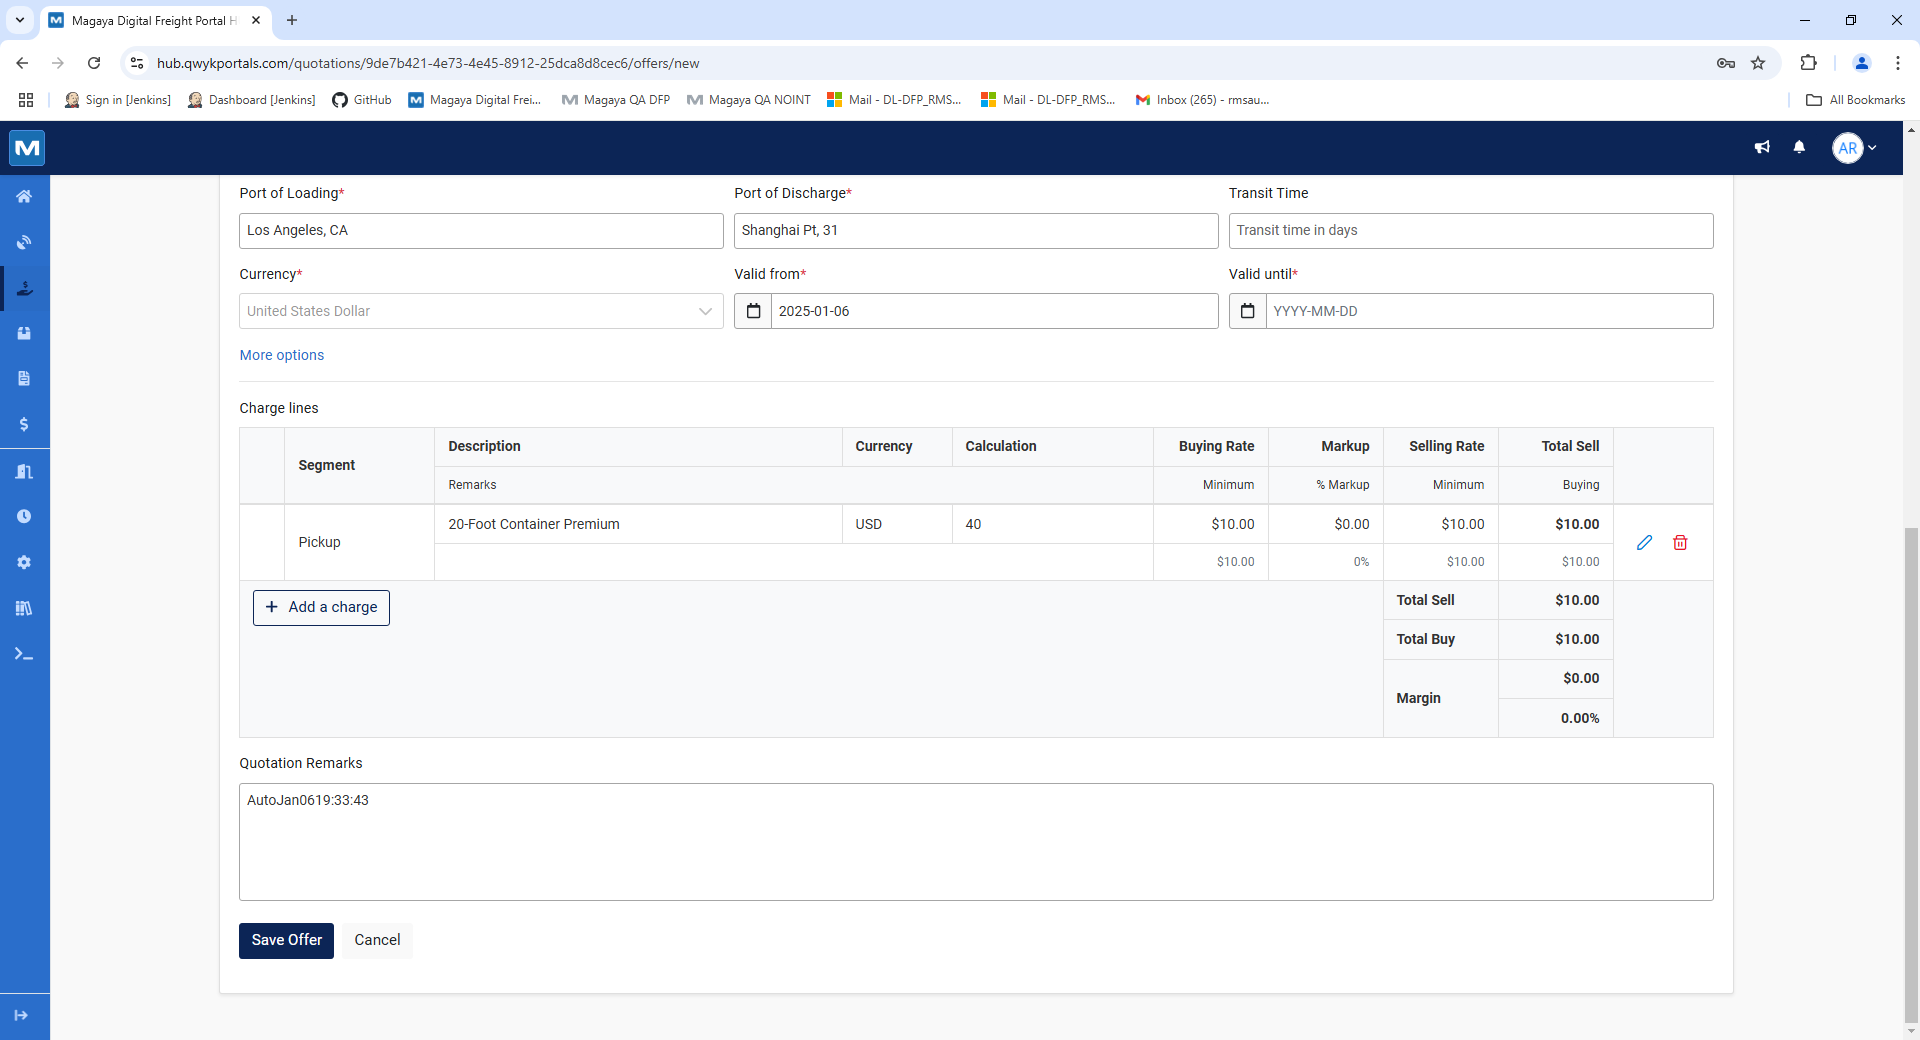 Magaya Digital Freight Portal H
hub.qwykportals.com/quotations/9de7b421-4e73-4e45-8912-25dca8d8cec6/offers/new
Sign in [Jenkins]
Dashboard [Jenkins]
GitHub
Magaya Digital Frei...
Magaya QA DFP
Magaya QA NOINT
Mail - DL-DFP_RMS...
Mail - DL-DFP_RMS...
Inbox (265) - rmsau...
All Bookmarks
AR
Port of Loading*
Port of Discharge*
Transit Time
Los Angeles, CA
Shanghai Pt, 31
Transit time in days
Currency*
Valid from*
Valid until*
United States Dollar
2025-01-06
YYYY-MM-DD
More options
Charge lines
Segment
Description
Currency
Calculation
Buying Rate
Markup
Selling Rate
Total Sell
Remarks
Minimum
% Markup
Minimum
Buying
Pickup
20-Foot Container Premium
USD
40
$10.00
$0.00
$10.00
$10.00
$10.00
0%
$10.00
$10.00
+ Add a charge
Total Sell
$10.00
Total Buy
$10.00
Margin
$0.00
0.00%
Quotation Remarks
AutoJan0619:33:43
Save Offer
Cancel